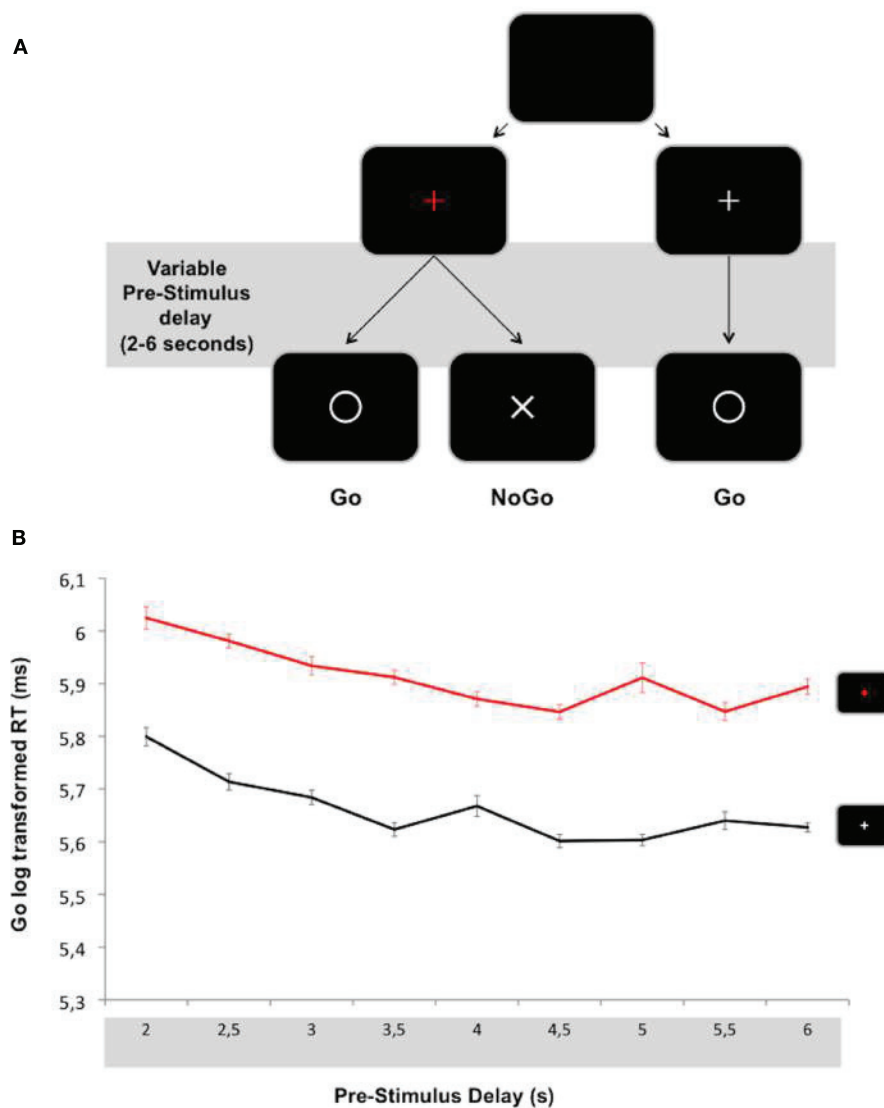 A
Variable
Pre-Stimulus
delay
(2-6 seconds)
Go NoGo Go
B
Go log transformed RT (ms)
6,1
6
5,9
5,8
5,7
5,6
5,5
5,4
5,3
2 2,5 3 3,5 4 4,5 5 5,5 6
Pre-Stimulus Delay (s)